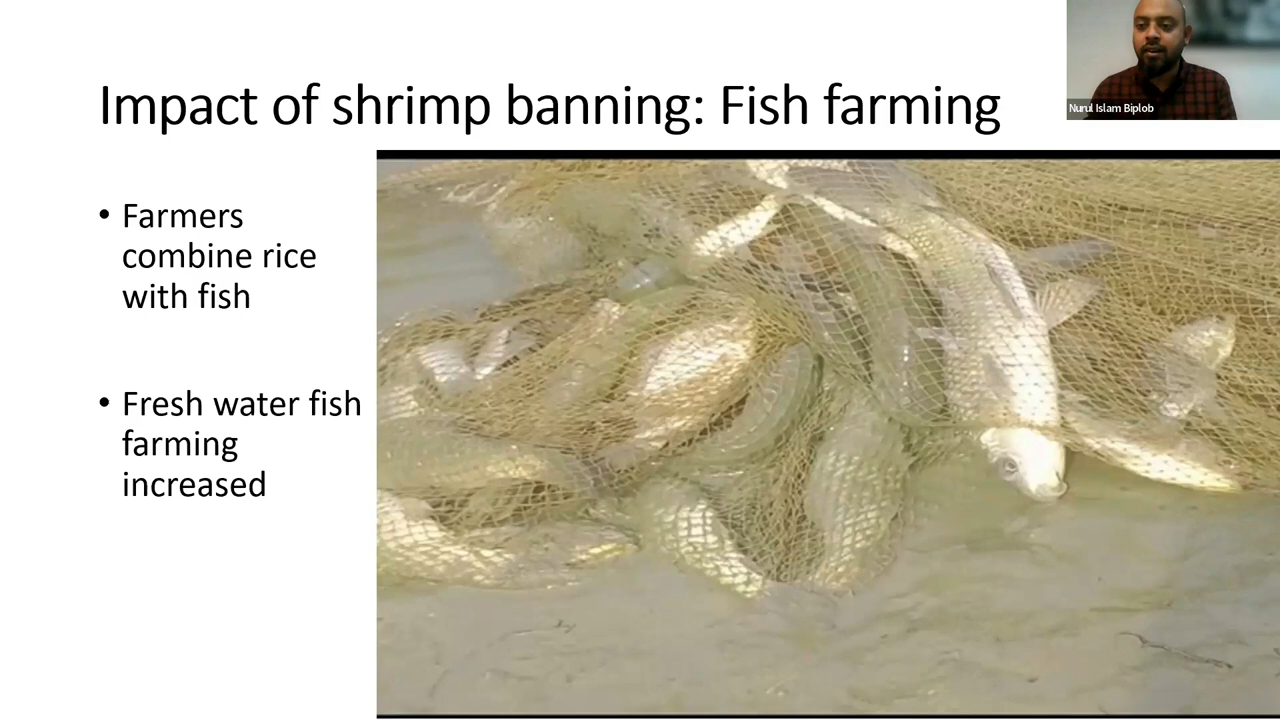 Impact of shrimp banning: Fish farming
Nurul Islam Biplob
• Farmers
combine rice
with fish
• Fresh water fish
farming
increased